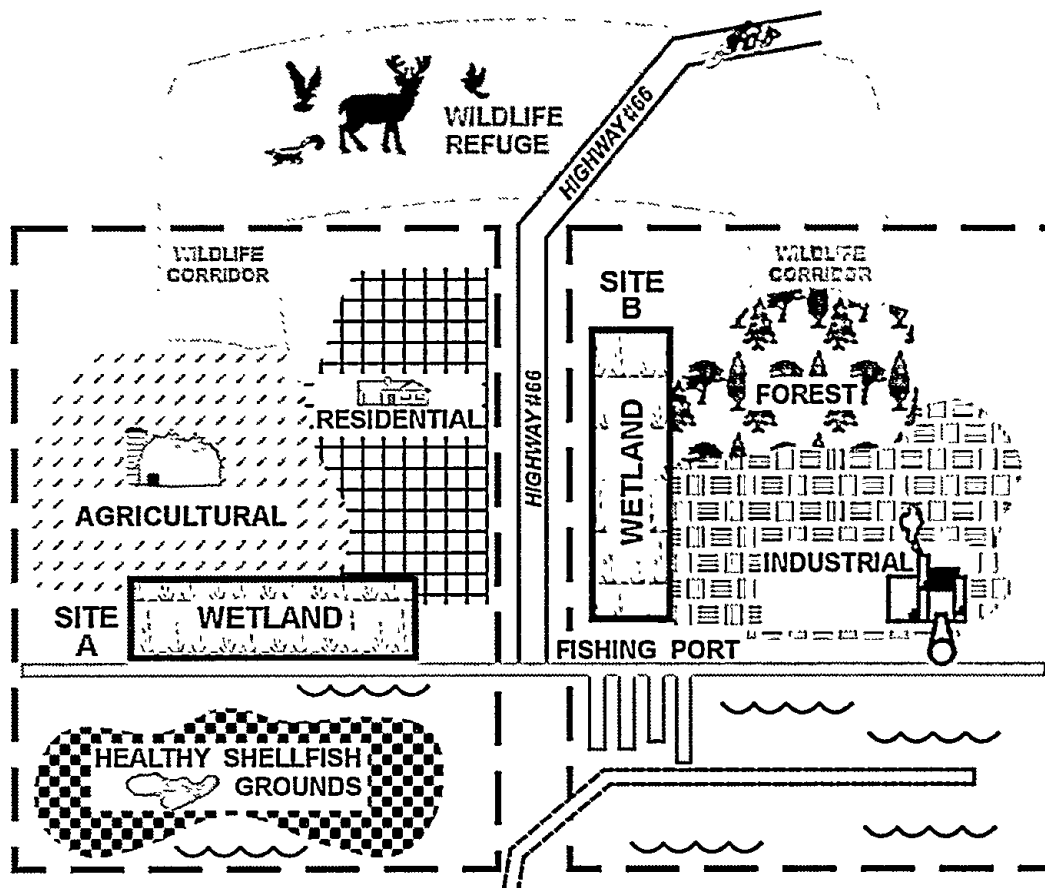 WILDLIFE
REFUGE
HIGHWAY #66
WILDLIFE
CORRIDOR
WILDLIFE
CORRIDOR
SITE
B
FOREST
RESIDENTIAL
HIGHWAY #66
WETLAND
AGRICULTURAL
INDUSTRIAL
SITE
A
WETLAND
FISHING PORT
HEALTHY SHELLFISH
GROUNDS